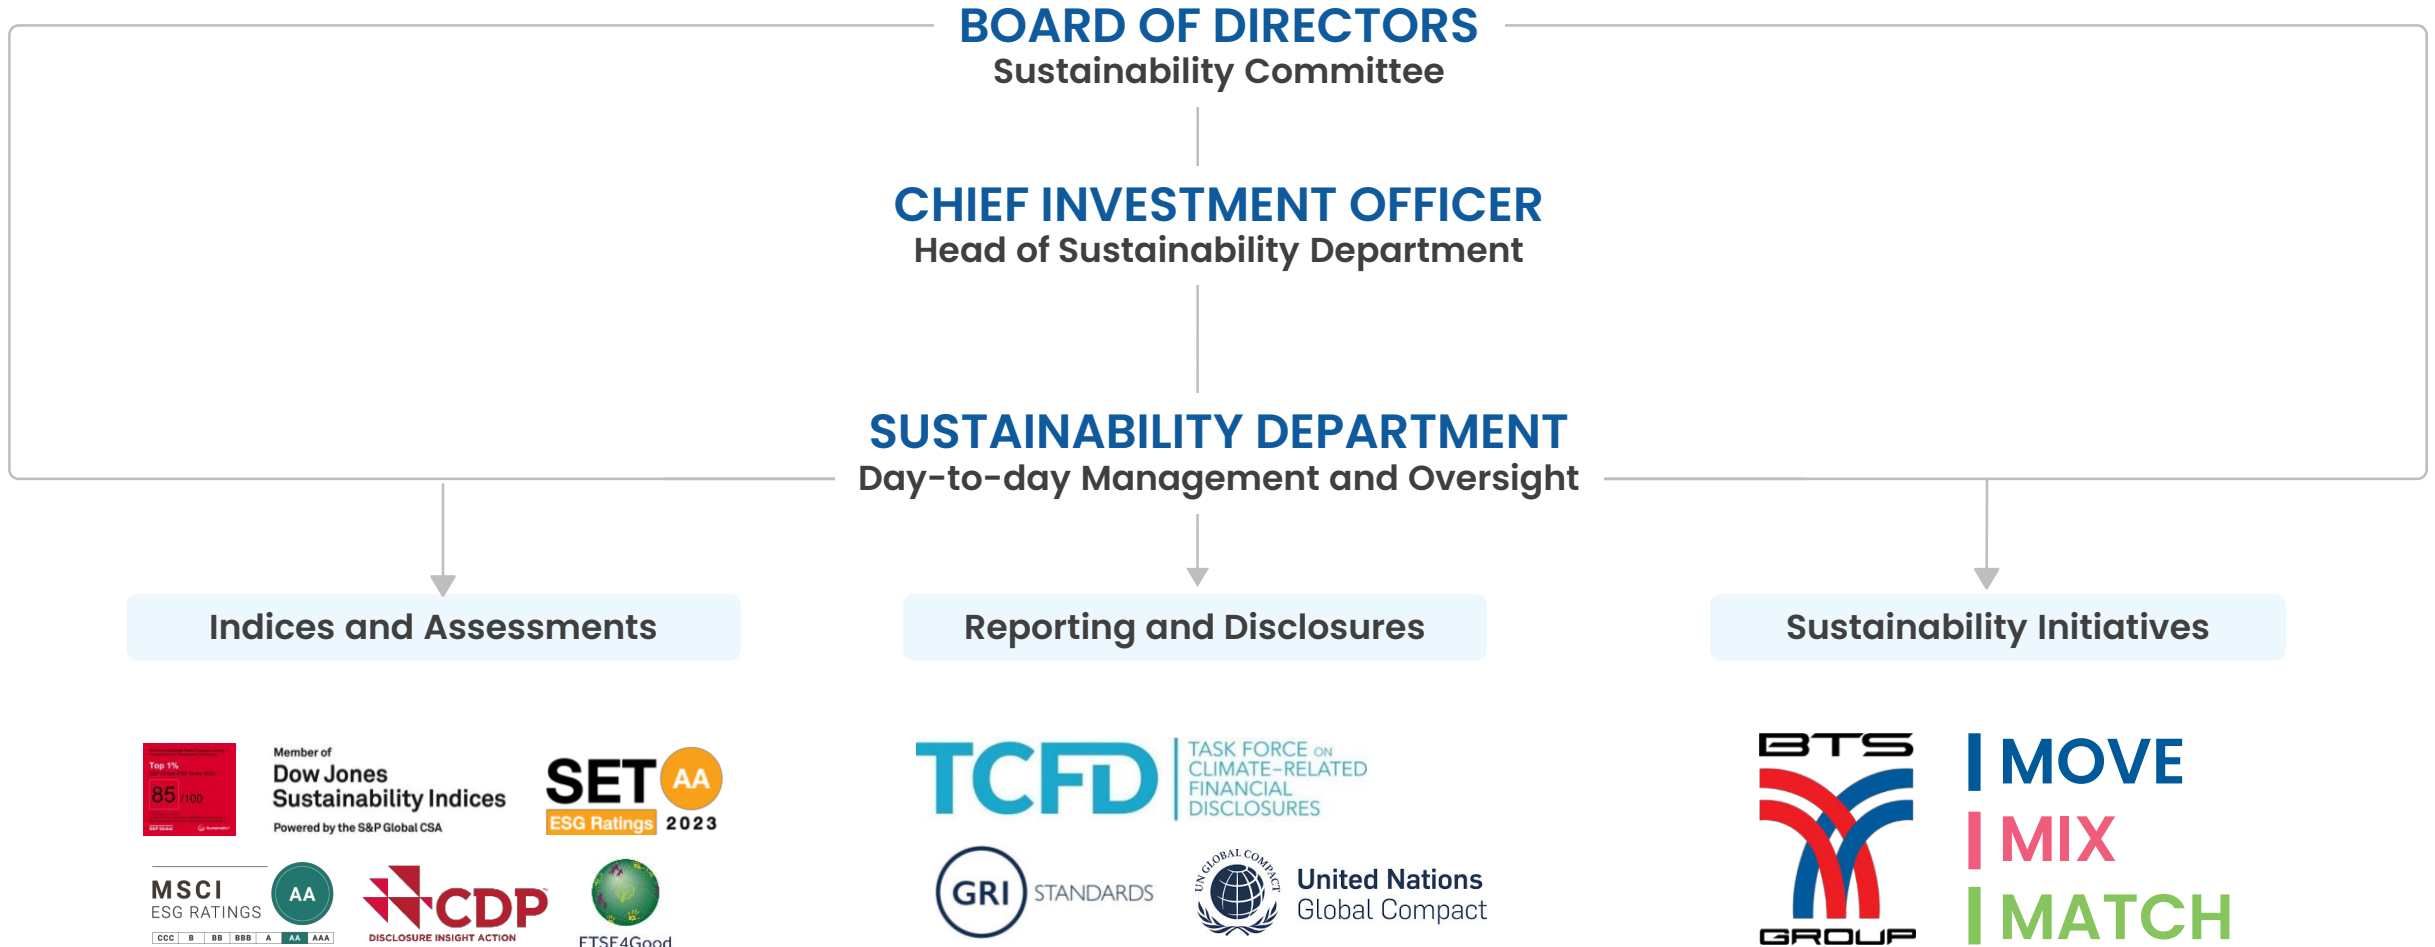 BOARD OF DIRECTORS
Sustainability Committee
CHIEF INVESTMENT OFFICER
Head of Sustainability Department
SUSTAINABILITY DEPARTMENT
Day-to-day Management and Oversight
Indices and Assessments
Reporting and Disclosures
Sustainability Initiatives
Top 1%
85 /100
S&P Global
Member of
Dow Jones
Sustainability Indices
Powered by the S&P Global CSA
SET AA
ESG Ratings 2023
MSCI
ESG RATINGS
AA
CCC B BB BBB A AA AAA
CDP
DISCLOSURE INSIGHT ACTION
FTSE4Good
TCFD
TASK FORCE ON
CLIMATE-RELATED
FINANCIAL
DISCLOSURES
GRI STANDARDS
UN GLOBAL COMPACT
United Nations
Global Compact
BTS
GROUP
MOVE
MIX
MATCH